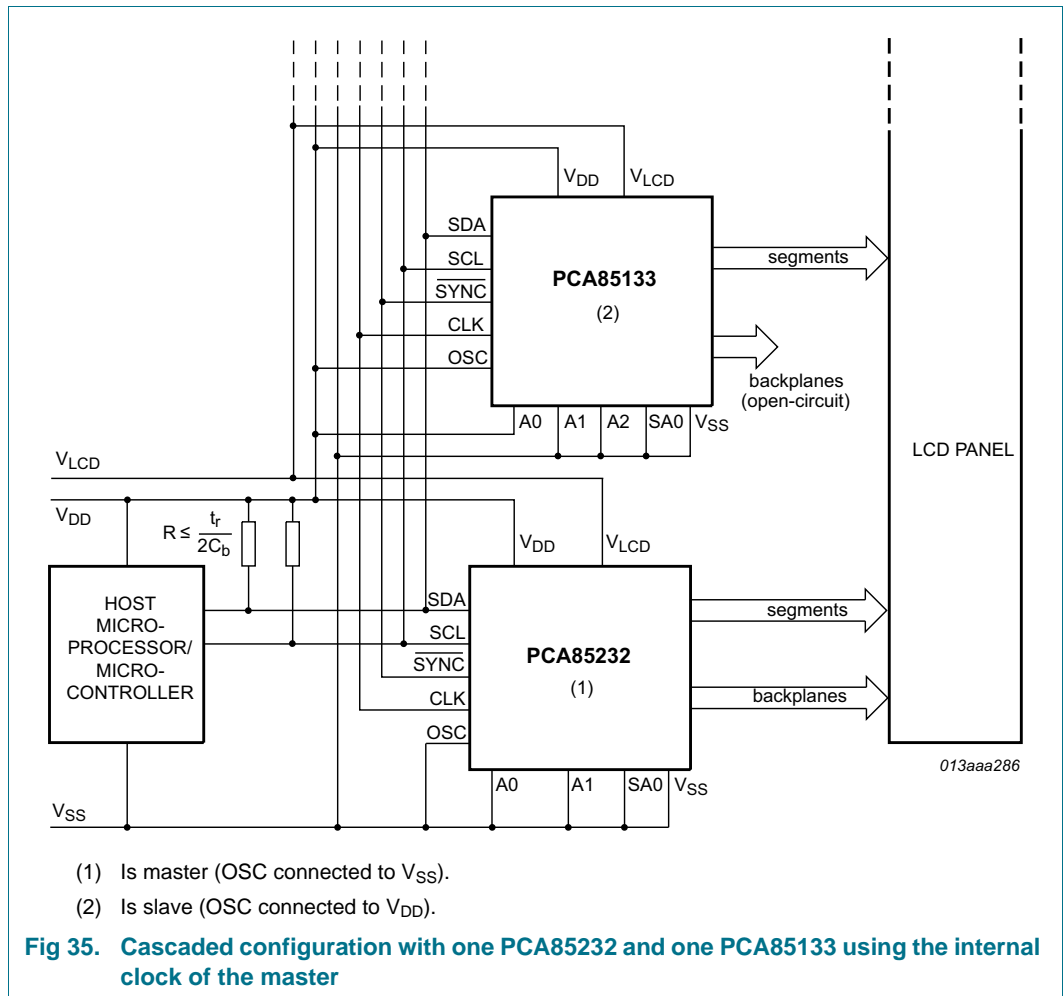 VDD
VLCD
SDA
SCL
SYNC
CLK
OSC
PCA85133
(2)
segments
backplanes
(open-circuit)
A0
A1
A2
SA0
VSS
LCD PANEL
VLCD
VDD
R ≤ tr
2Cb
VDD
VLCD
HOST
MICRO-
PROCESSOR/
MICRO-
CONTROLLER
SDA
SCL
SYNC
CLK
OSC
PCA85232
(1)
segments
backplanes
A0
A1
SA0
VSS
VSS
013aaa286
(1) Is master (OSC connected to VSS).
(2) Is slave (OSC connected to VDD).
Fig 35. Cascaded configuration with one PCA85232 and one PCA85133 using the internal
clock of the master